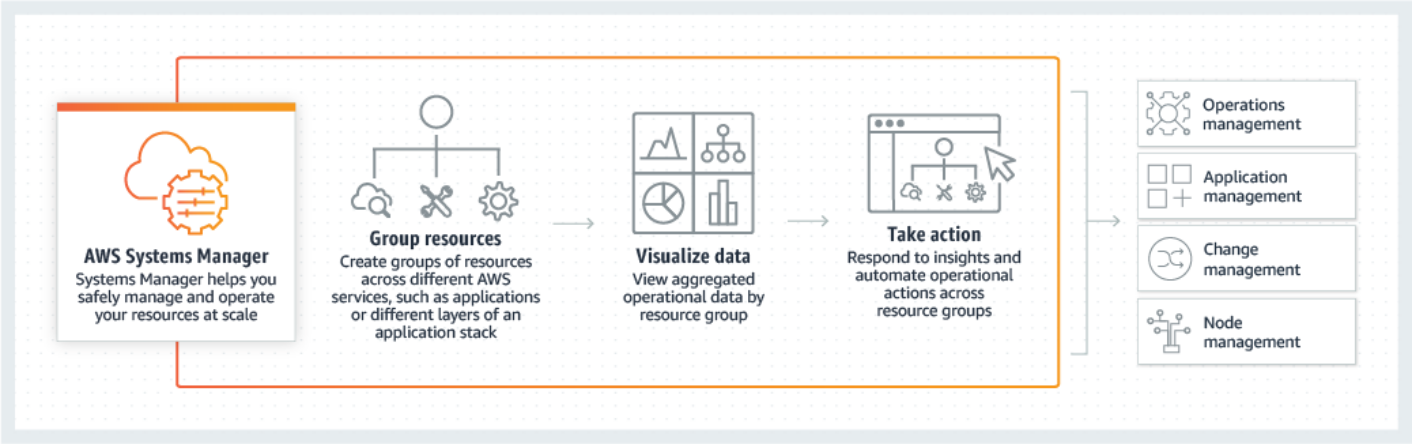 AWS Systems Manager
Systems Manager helps you
safely manage and operate
your resources at scale
Group resources
Create groups of resources
across different AWS
services, such as applications
or different layers of an
application stack
Visualize data
View aggregated
operational data by
resource group
Take action
Respond to insights and
automate operational
actions across
resource groups
Operations
management
Application
management
Change
management
Node
management